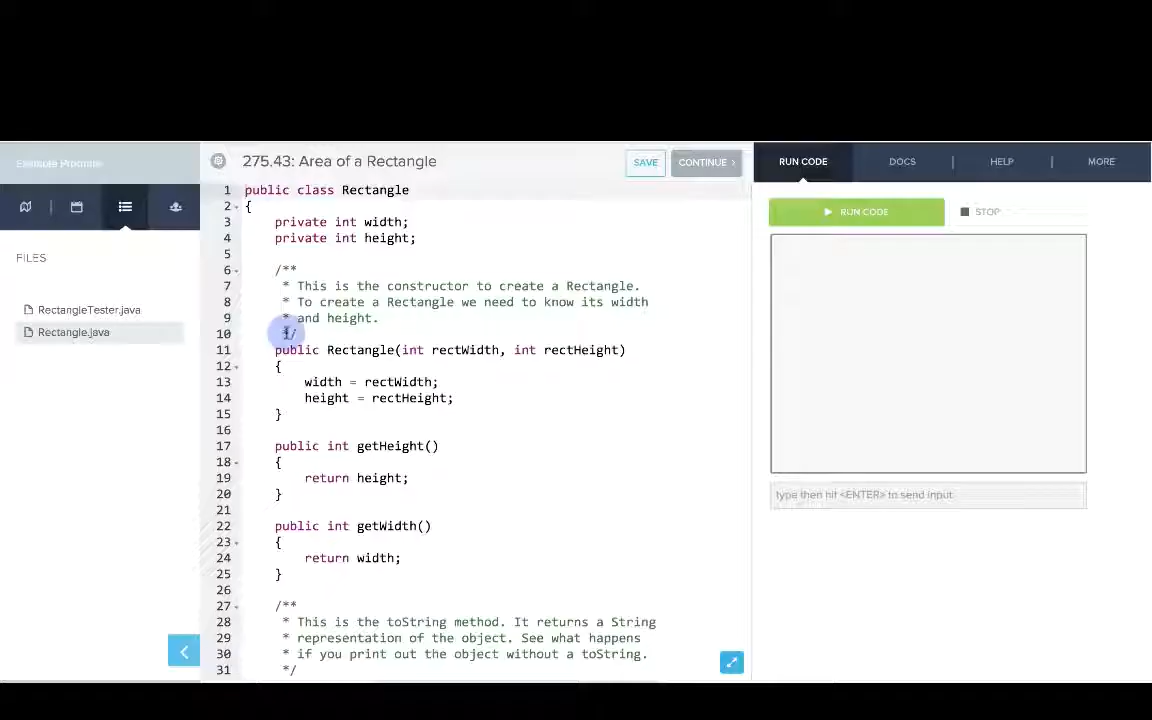 Example Program
275.43: Area of a Rectangle
SAVE
CONTINUE >
RUN CODE
DOCS
HELP
MORE
FILES
RectangleTester.java
Rectangle.java
1 public class Rectangle
2 {
3 private int width;
4 private int height;
5
6 /**
7 * This is the constructor to create a Rectangle.
8 * To create a Rectangle we need to know its width
9 * and height.
10 */
11 public Rectangle(int rectWidth, int rectHeight)
12 {
13 width = rectWidth;
14 height = rectHeight;
15 }
16
17 public int getHeight()
18 {
19 return height;
20 }
21
22 public int getWidth()
23 {
24 return width;
25 }
26
27 /**
28 * This is the toString method. It returns a String
29 * representation of the object. See what happens
30 * if you print out the object without a toString.
31 */
RUN CODE
STOP
type then hit <ENTER> to send input